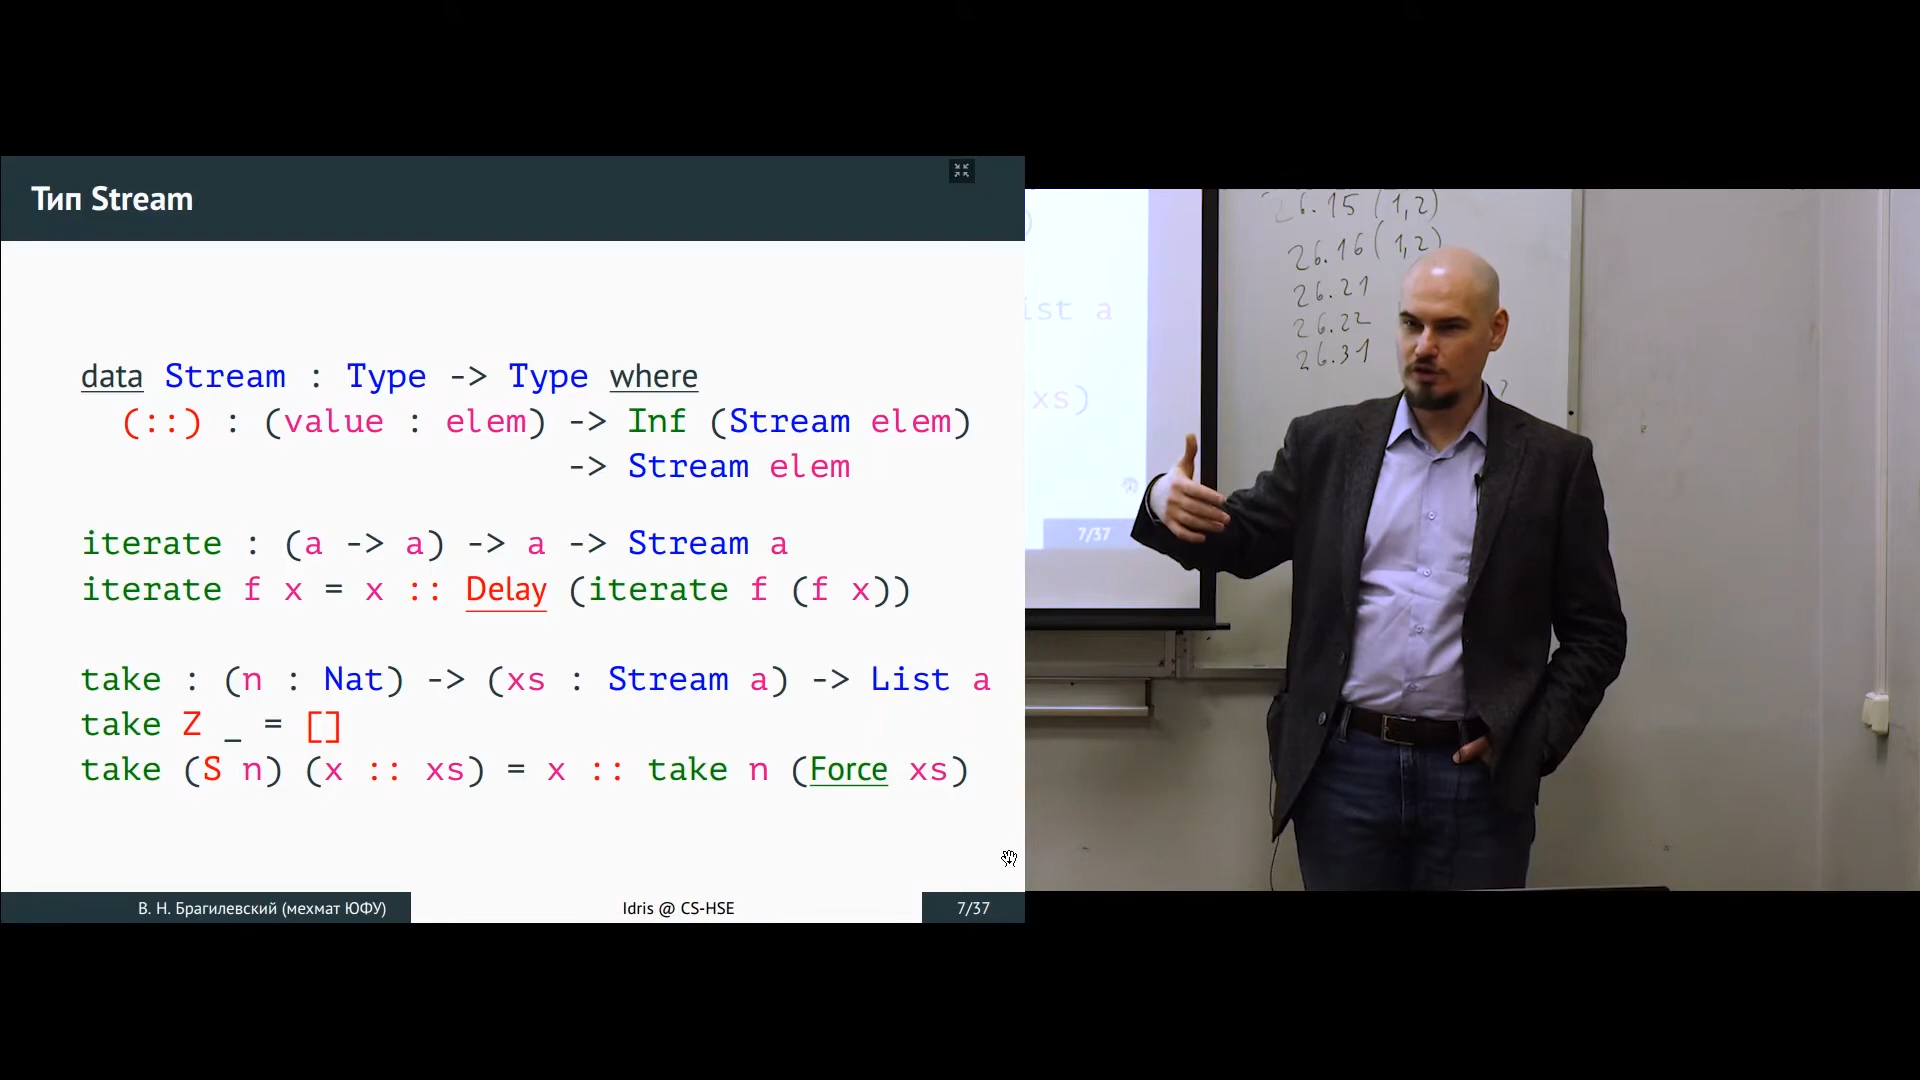 Тип Stream
data Stream : Type -> Type where
(::) : (value : elem) -> Inf (Stream elem)
-> Stream elem
iterate : (a -> a) -> a -> Stream a
iterate f x = x :: Delay (iterate f (f x))
take : (n : Nat) -> (xs : Stream a) -> List a
take Z _ = []
take (S n) (x :: xs) = x :: take n (Force xs)
В. Н. Брагилевский (мехмат ЮФУ)
Idris @ CS-HSE
7/37
26.15 (1,2)
26.16 (1,2)
26.21
26.22
26.31
ist a
xs)
7/37